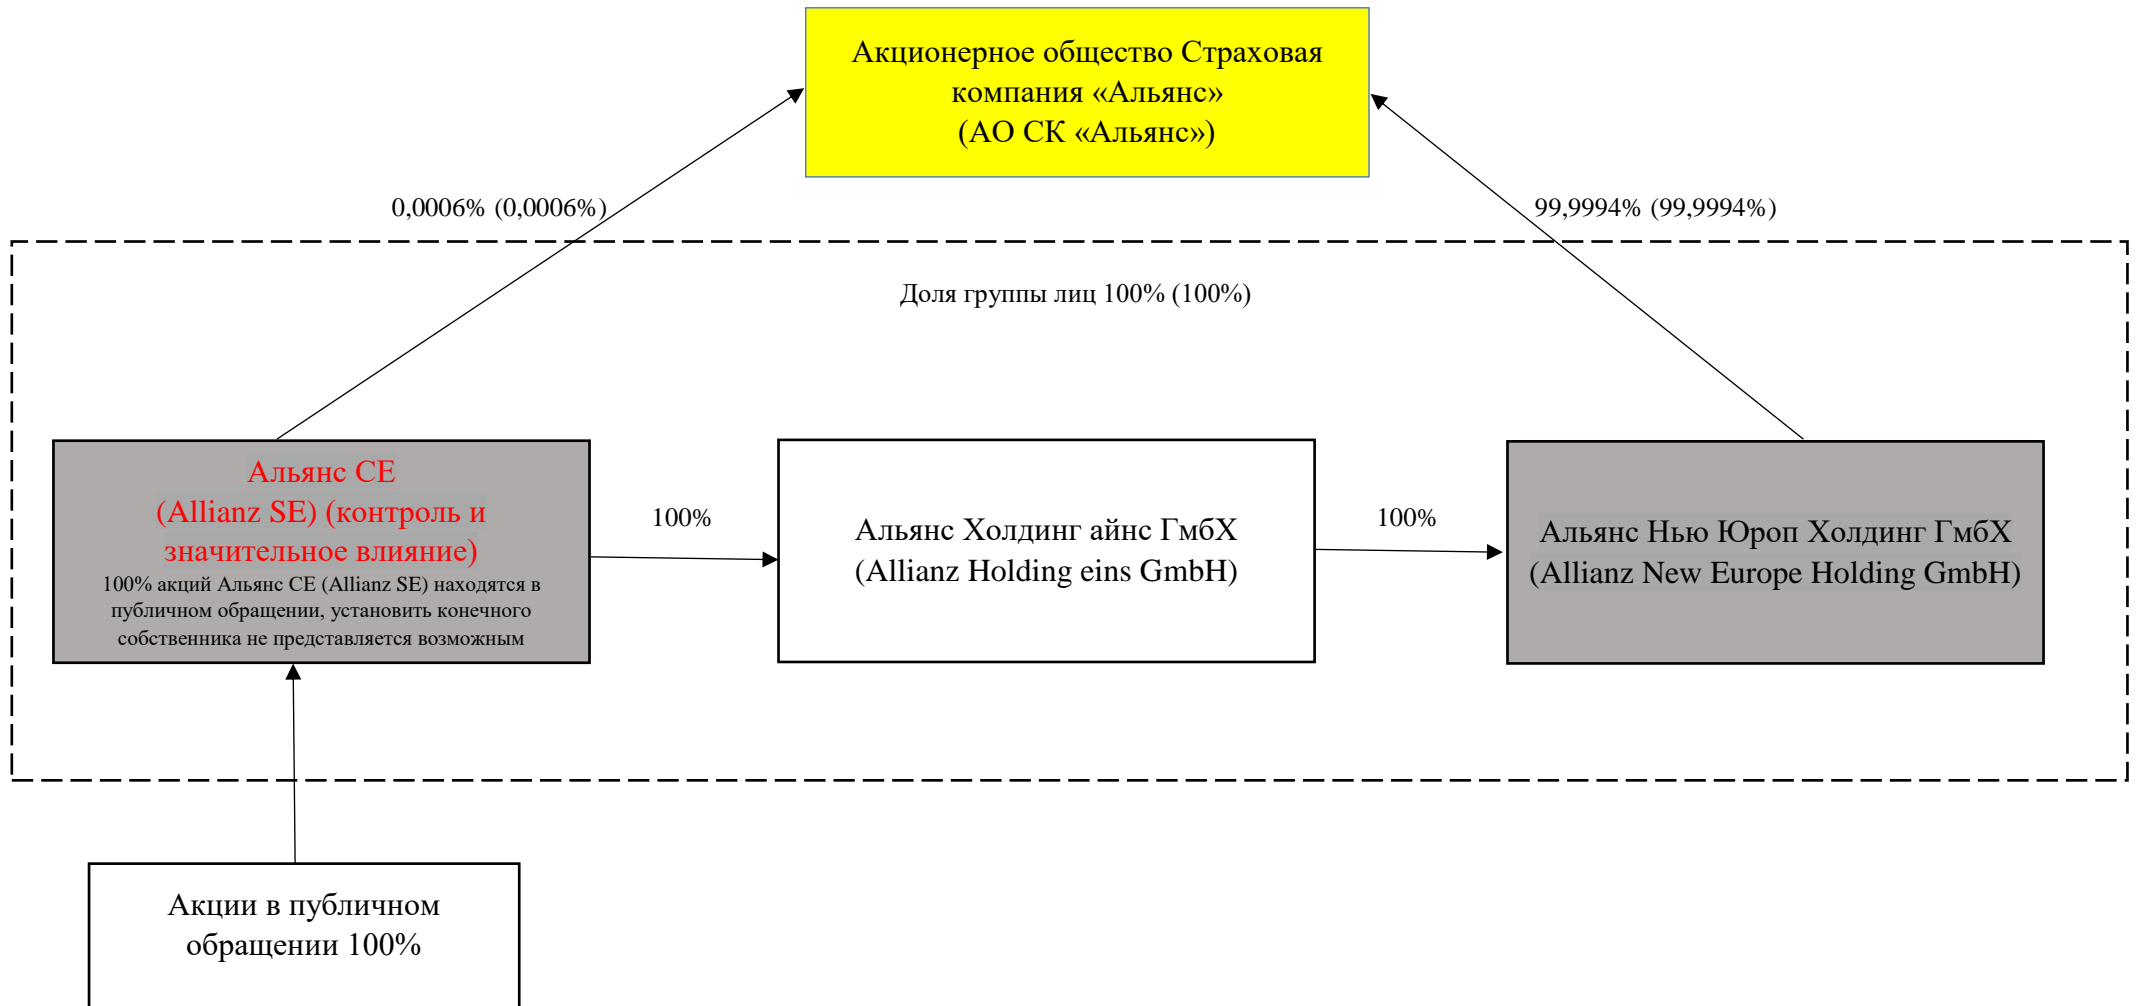 Акционерное общество Страховая
компания «Альянс»
(АО СК «Альянс»)
0,0006% (0,0006%)
99,9994% (99,9994%)
Доля группы лиц 100% (100%)
Альянс СЕ
(Allianz SE) (контроль и
значительное влияние)
100% акций Альянс СЕ (Allianz SE) находятся в
публичном обращении, установить конечного
собственника не представляется возможным
100%
Альянс Холдинг айнс ГмбХ
(Allianz Holding eins GmbH)
100%
Альянс Нью Юроп Холдинг ГмбХ
(Allianz New Europe Holding GmbH)
Акции в публичном
обращении 100%